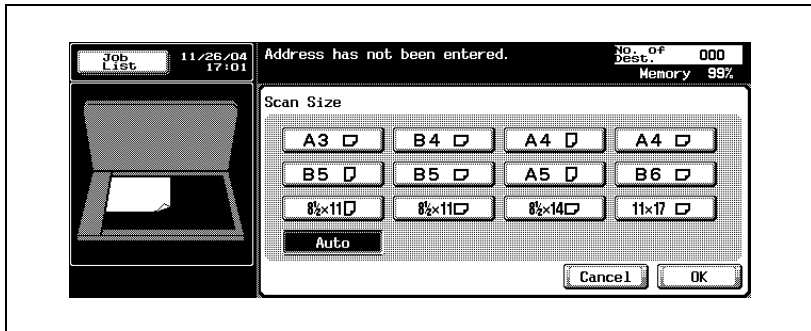 Job List
11/26/04
17:01
Address has not been entered.
No. of Dest. 000
Memory 99%
Scan Size
A3 B4 A4 A4
B5 B5 A5 B6
8½×11 8½×11 8½×14 11×17
Auto
Cancel OK